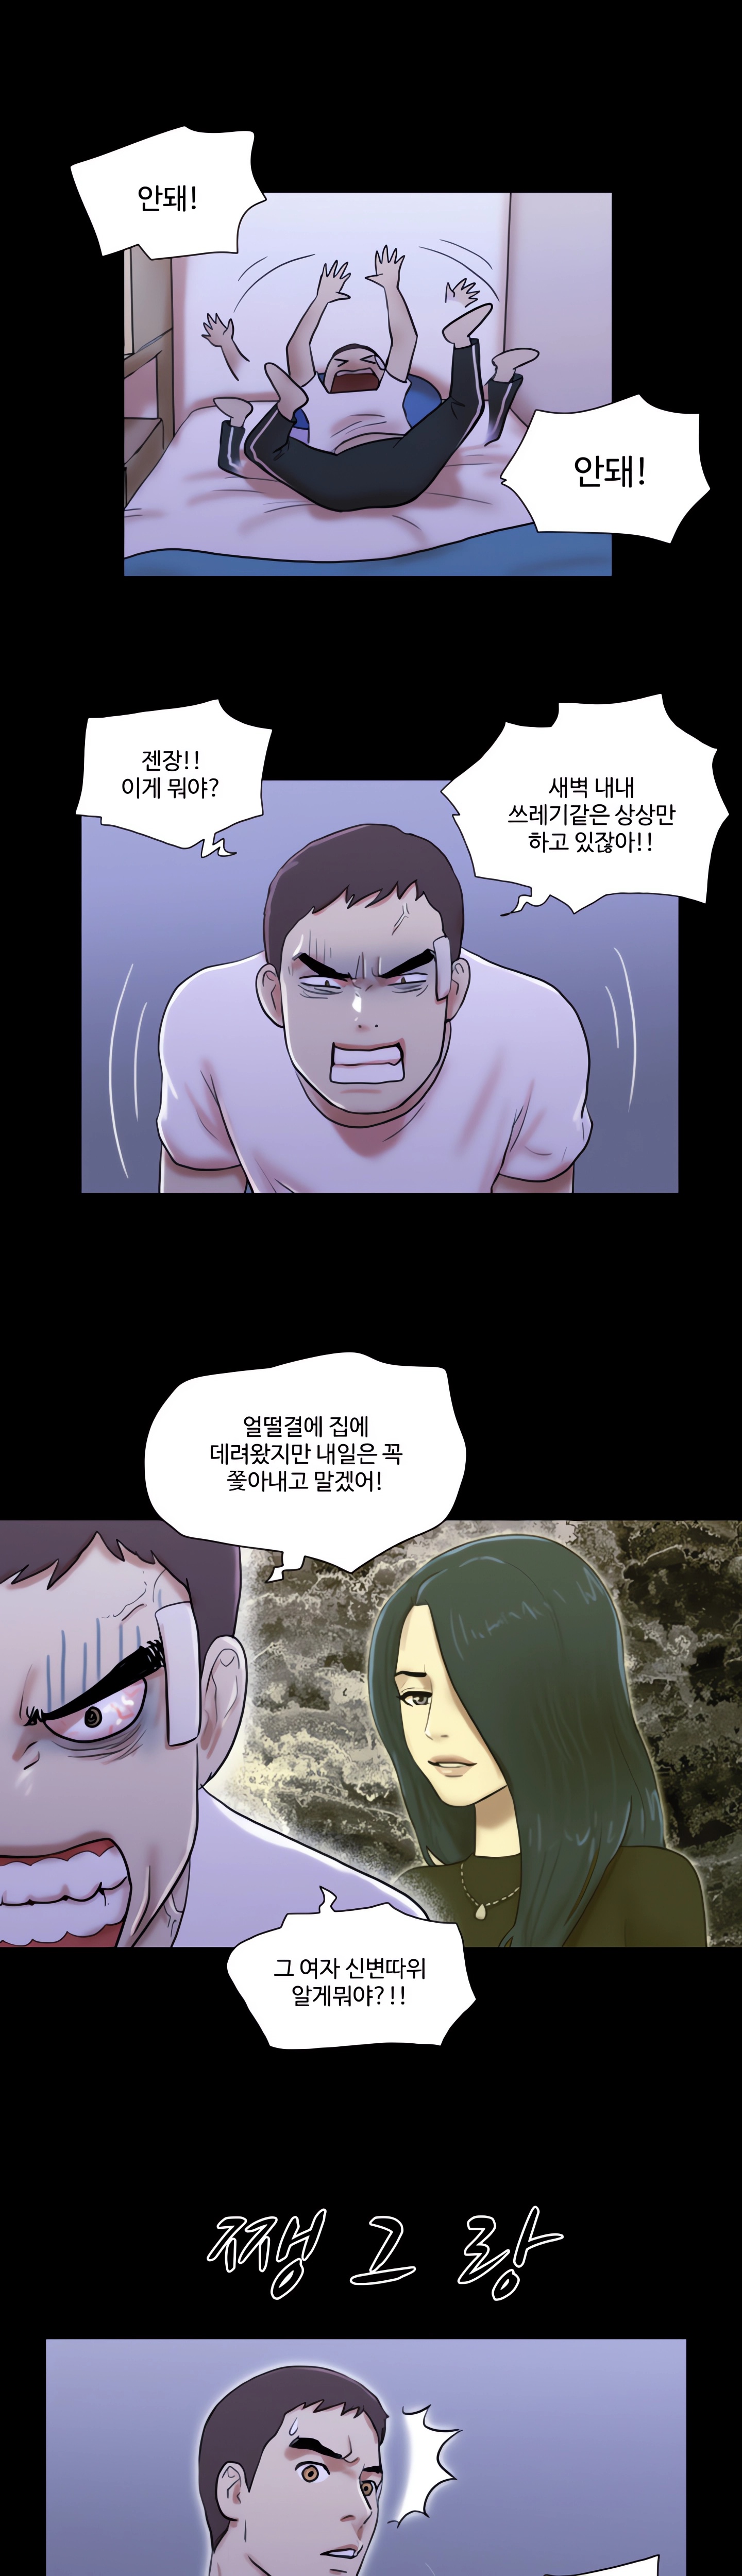 안돼!
안돼!
젠장!!
이게 뭐야?
새벽 내내
쓰레기같은 상상만
하고 있잖아!!
얼떨결에 집에
데려왔지만 내일은 꼭
쫓아내고 말겠어!
그 여자 신변따위
알게뭐야?!!
쨍그랑